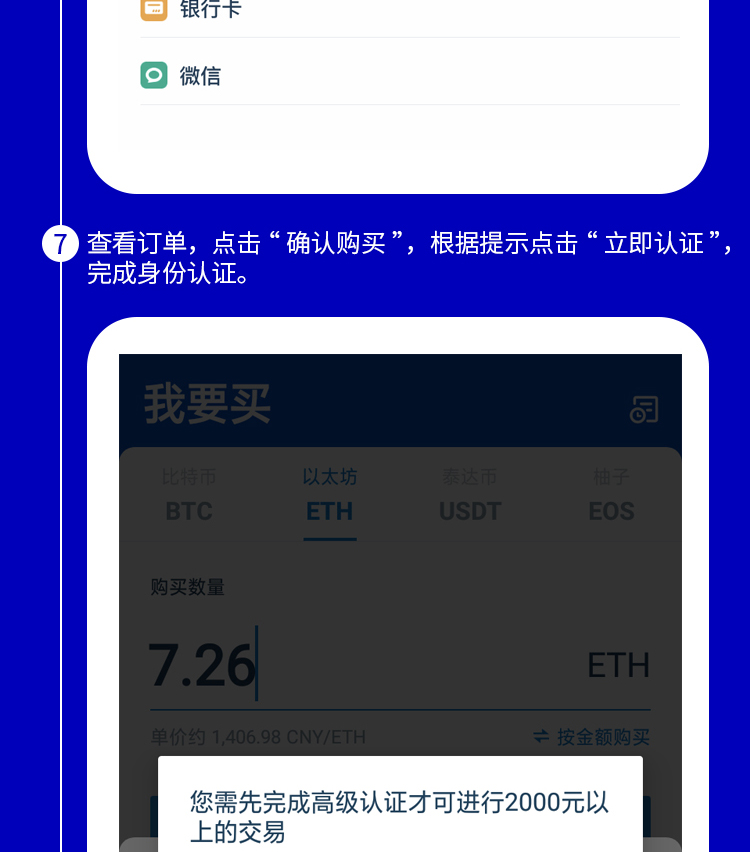 银行卡
微信
7 查看订单，点击“确认购买”，根据提示点击“立即认证”，
完成身份认证。
我要买
比特币 以太坊 泰达币 柚子
BTC ETH USDT EOS
购买数量
7.26 ETH
单价约 1,406.98 CNY/ETH ⇌ 按金额购买
您需先完成高级认证才可进行2000元以
上的交易